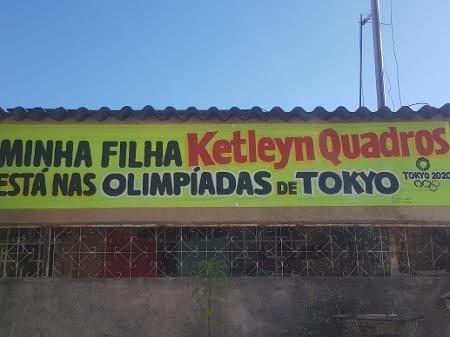 MINHA FILHA Ketleyn Quadros
ESTÁ NAS OLIMPÍADAS DE TOKYO
TOKYO 2020